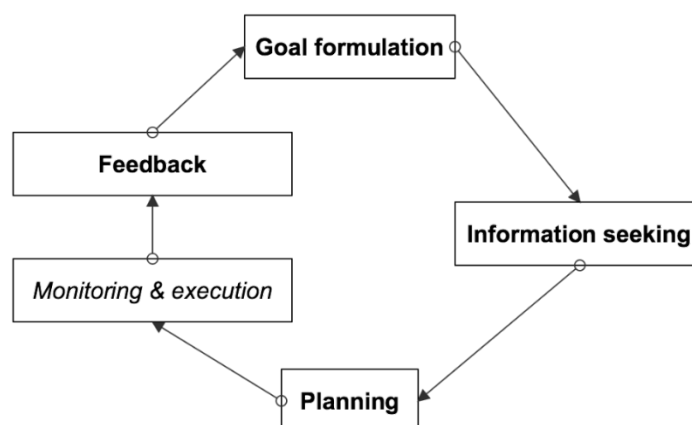 Goal formulation
Feedback
Information seeking
Monitoring & execution
Planning